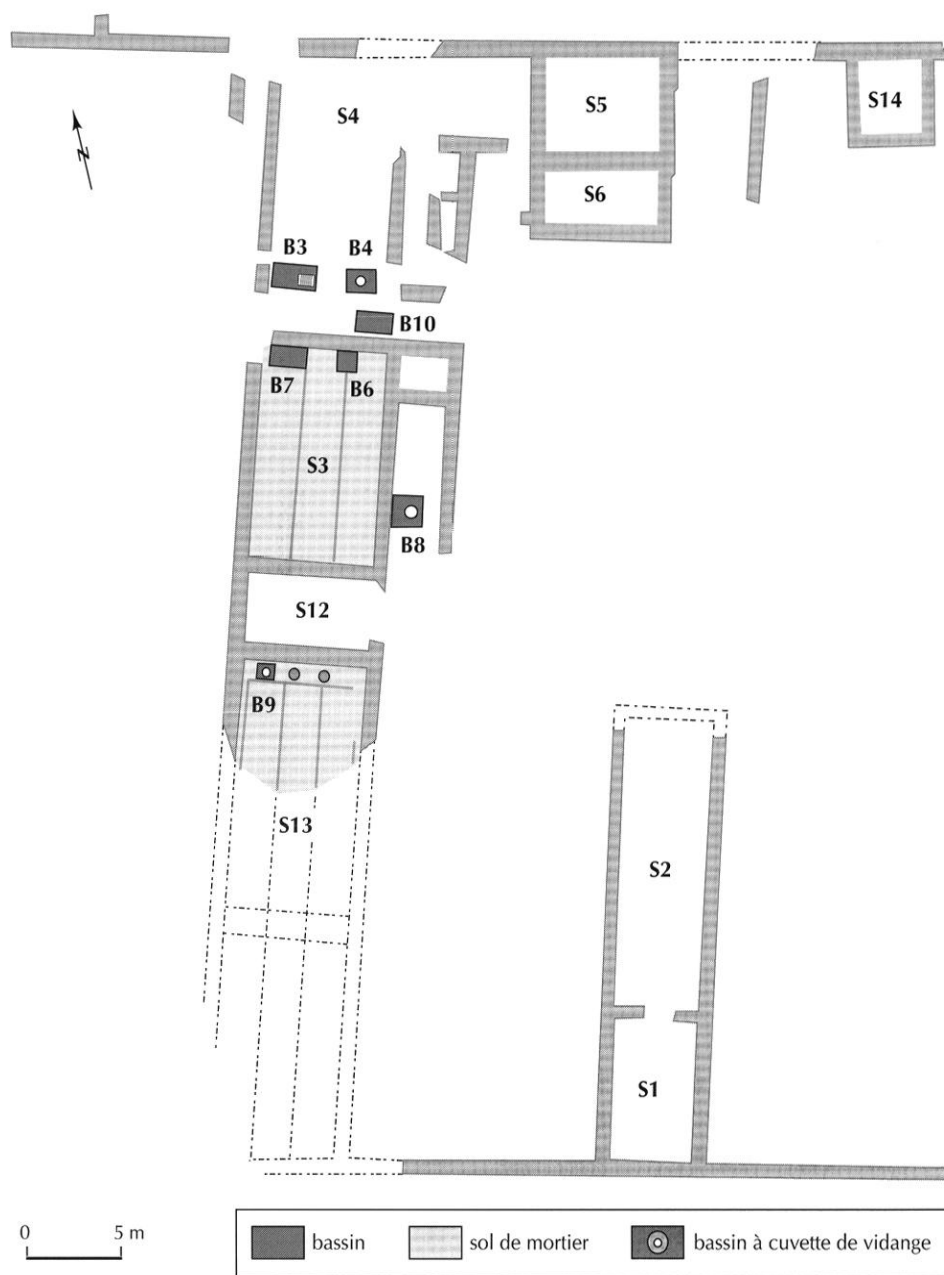 S14
S5
S4
N
S6
B3 B4
B10
B7 B6
S3
B8
S12
B9
S13
S2
S1
0 5 m
bassin sol de mortier bassin à cuvette de vidange